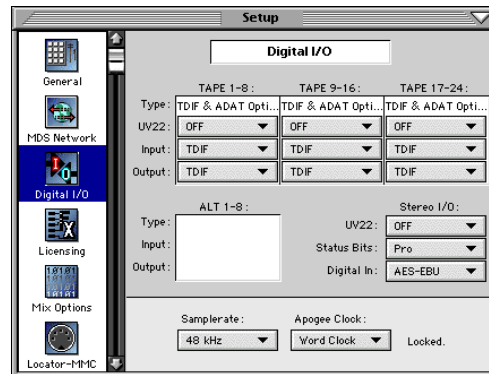 Setup
General
MDS Network
Digital I/O
Licensing
Mix Options
Locator-MMC
Digital I/O
TAPE 1-8: TAPE 9-16: TAPE 17-24:
Type: TDIF & ADAT Opti... TDIF & ADAT Opti... TDIF & ADAT Opti...
UV22: OFF OFF OFF
Input: TDIF TDIF TDIF
Output: TDIF TDIF TDIF
ALT 1-8: Stereo I/O:
Type: UV22: OFF
Input: Status Bits: Pro
Output: Digital In: AES-EBU
Samplerate: Apogee Clock:
48 kHz Word Clock Locked.